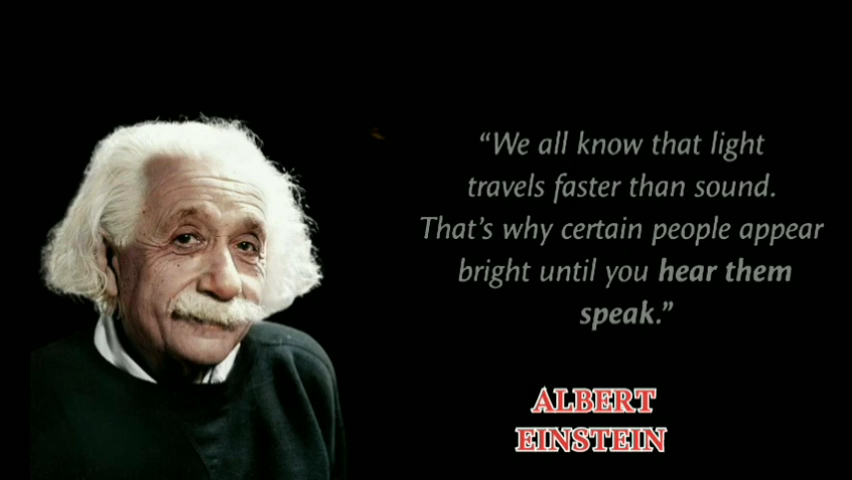 “We all know that light
travels faster than sound.
That’s why certain people appear
bright until you hear them
speak.”
ALBERT
EINSTEIN